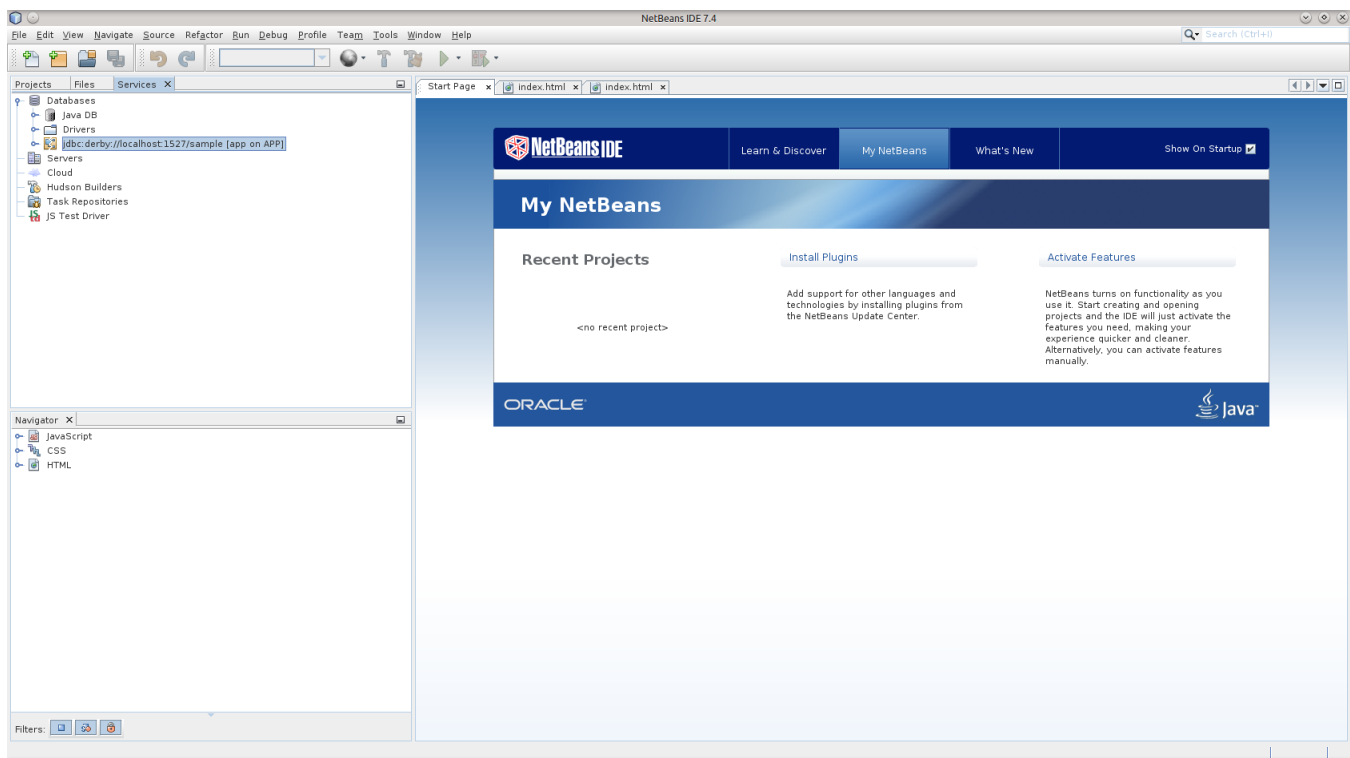 NetBeans IDE 7.4
File Edit View Navigate Source Refactor Run Debug Profile Team Tools Window Help
Search (Ctrl+I)
Projects Files Services X
Databases
Java DB
Drivers
jdbc:derby://localhost:1527/sample [app on APP]
Servers
Cloud
Hudson Builders
Task Repositories
JS Test Driver
Navigator X
JavaScript
CSS
HTML
Filters:
Start Page x index.html x index.html x
NetBeans IDE
Learn & Discover
My NetBeans
What's New
Show On Startup
My NetBeans
Recent Projects
<no recent project>
Install Plugins
Add support for other languages and
technologies by installing plugins from
the NetBeans Update Center.
Activate Features
NetBeans turns on functionality as you
use it. Start creating and opening
projects and the IDE will just activate the
features you need, making your
experience quicker and cleaner.
Alternatively, you can activate features
manually.
ORACLE
Java